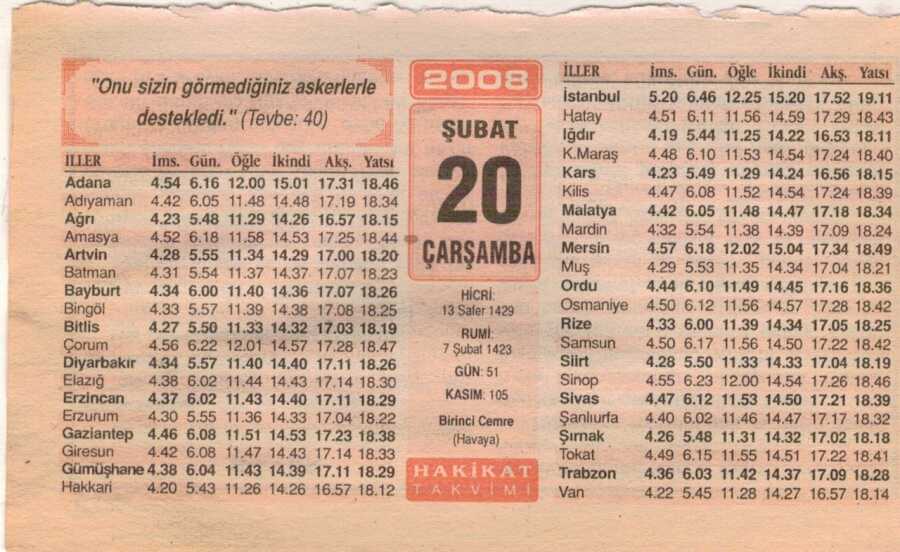 "Onu sizin görmediğiniz askerlerle
destekledi." (Tevbe: 40)
İLLER İms. Gün. Öğle İkindi Akş. Yatsı
Adana 4.54 6.16 12.00 15.01 17.31 18.46
Adıyaman 4.42 6.05 11.48 14.48 17.19 18.34
Ağrı 4.23 5.48 11.29 14.26 16.57 18.15
Amasya 4.52 6.18 11.58 14.53 17.25 18.44
Artvin 4.28 5.55 11.34 14.29 17.00 18.20
Batman 4.31 5.54 11.37 14.37 17.07 18.23
Bayburt 4.34 6.00 11.40 14.36 17.07 18.26
Bingöl 4.33 5.57 11.39 14.38 17.08 18.25
Bitlis 4.27 5.50 11.33 14.32 17.03 18.19
Çorum 4.56 6.22 12.01 14.57 17.28 18.47
Diyarbakır 4.34 5.57 11.40 14.40 17.11 18.26
Elazığ 4.38 6.02 11.44 14.43 17.14 18.30
Erzincan 4.37 6.02 11.43 14.40 17.11 18.29
Erzurum 4.30 5.55 11.36 14.33 17.04 18.22
Gaziantep 4.46 6.08 11.51 14.53 17.23 18.38
Giresun 4.42 6.08 11.47 14.43 17.14 18.33
Gümüşhane 4.38 6.04 11.43 14.39 17.11 18.29
Hakkari 4.20 5.43 11.26 14.26 16.57 18.12
2008
ŞUBAT
20
ÇARŞAMBA
HİCRİ:
13 Safer 1429
RUMİ:
7 Şubat 1423
GÜN: 51
KASIM: 105
Birinci Cemre
(Havaya)
HAKİKAT
TAKVİMİ
İLLER İms. Gün. Öğle İkindi Akş. Yatsı
İstanbul 5.20 6.46 12.25 15.20 17.52 19.11
Hatay 4.51 6.11 11.56 14.59 17.29 18.43
Iğdır 4.19 5.44 11.25 14.22 16.53 18.11
K.Maraş 4.48 6.10 11.53 14.54 17.24 18.40
Kars 4.23 5.49 11.29 14.24 16.56 18.15
Kilis 4.47 6.08 11.52 14.54 17.24 18.39
Malatya 4.42 6.05 11.48 14.47 17.18 18.34
Mardin 4.32 5.54 11.38 14.39 17.09 18.24
Mersin 4.57 6.18 12.02 15.04 17.34 18.49
Muş 4.29 5.53 11.35 14.34 17.04 18.21
Ordu 4.44 6.10 11.49 14.45 17.16 18.36
Osmaniye 4.50 6.12 11.56 14.57 17.28 18.42
Rize 4.33 6.00 11.39 14.34 17.05 18.25
Samsun 4.50 6.17 11.56 14.50 17.22 18.42
Siirt 4.28 5.50 11.33 14.33 17.04 18.19
Sinop 4.55 6.23 12.00 14.54 17.26 18.46
Sivas 4.47 6.12 11.53 14.50 17.21 18.39
Şanlıurfa 4.40 6.02 11.46 14.47 17.17 18.32
Şırnak 4.26 5.48 11.31 14.32 17.02 18.18
Tokat 4.49 6.15 11.55 14.51 17.22 18.41
Trabzon 4.36 6.03 11.42 14.37 17.09 18.28
Van 4.22 5.45 11.28 14.27 16.57 18.14